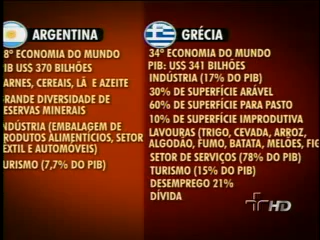 ARGENTINA
8º ECONOMIA DO MUNDO
PIB US$ 370 BILHÕES
CARNES, CEREAIS, LÃ E AZEITE
GRANDE DIVERSIDADE DE
RESERVAS MINERAIS
INDÚSTRIA (EMBALAGEM DE
PRODUTOS ALIMENTÍCIOS, SETOR
TÊXTIL E AUTOMÓVEIS)
TURISMO (7,7% DO PIB)
GRÉCIA
34º ECONOMIA DO MUNDO
PIB: US$ 341 BILHÕES
INDÚSTRIA (17% DO PIB)
30% DE SUPERFÍCIE ARÁVEL
60% DE SUPERFÍCIE PARA PASTO
10% DE SUPERFÍCIE IMPRODUTIVA
LAVOURAS (TRIGO, CEVADA, ARROZ,
ALGODÃO, FUMO, BATATA, MELÕES, FIG
SETOR DE SERVIÇOS (78% DO PIB)
TURISMO (15% DO PIB)
DESEMPREGO 21%
DÍVIDA
HD